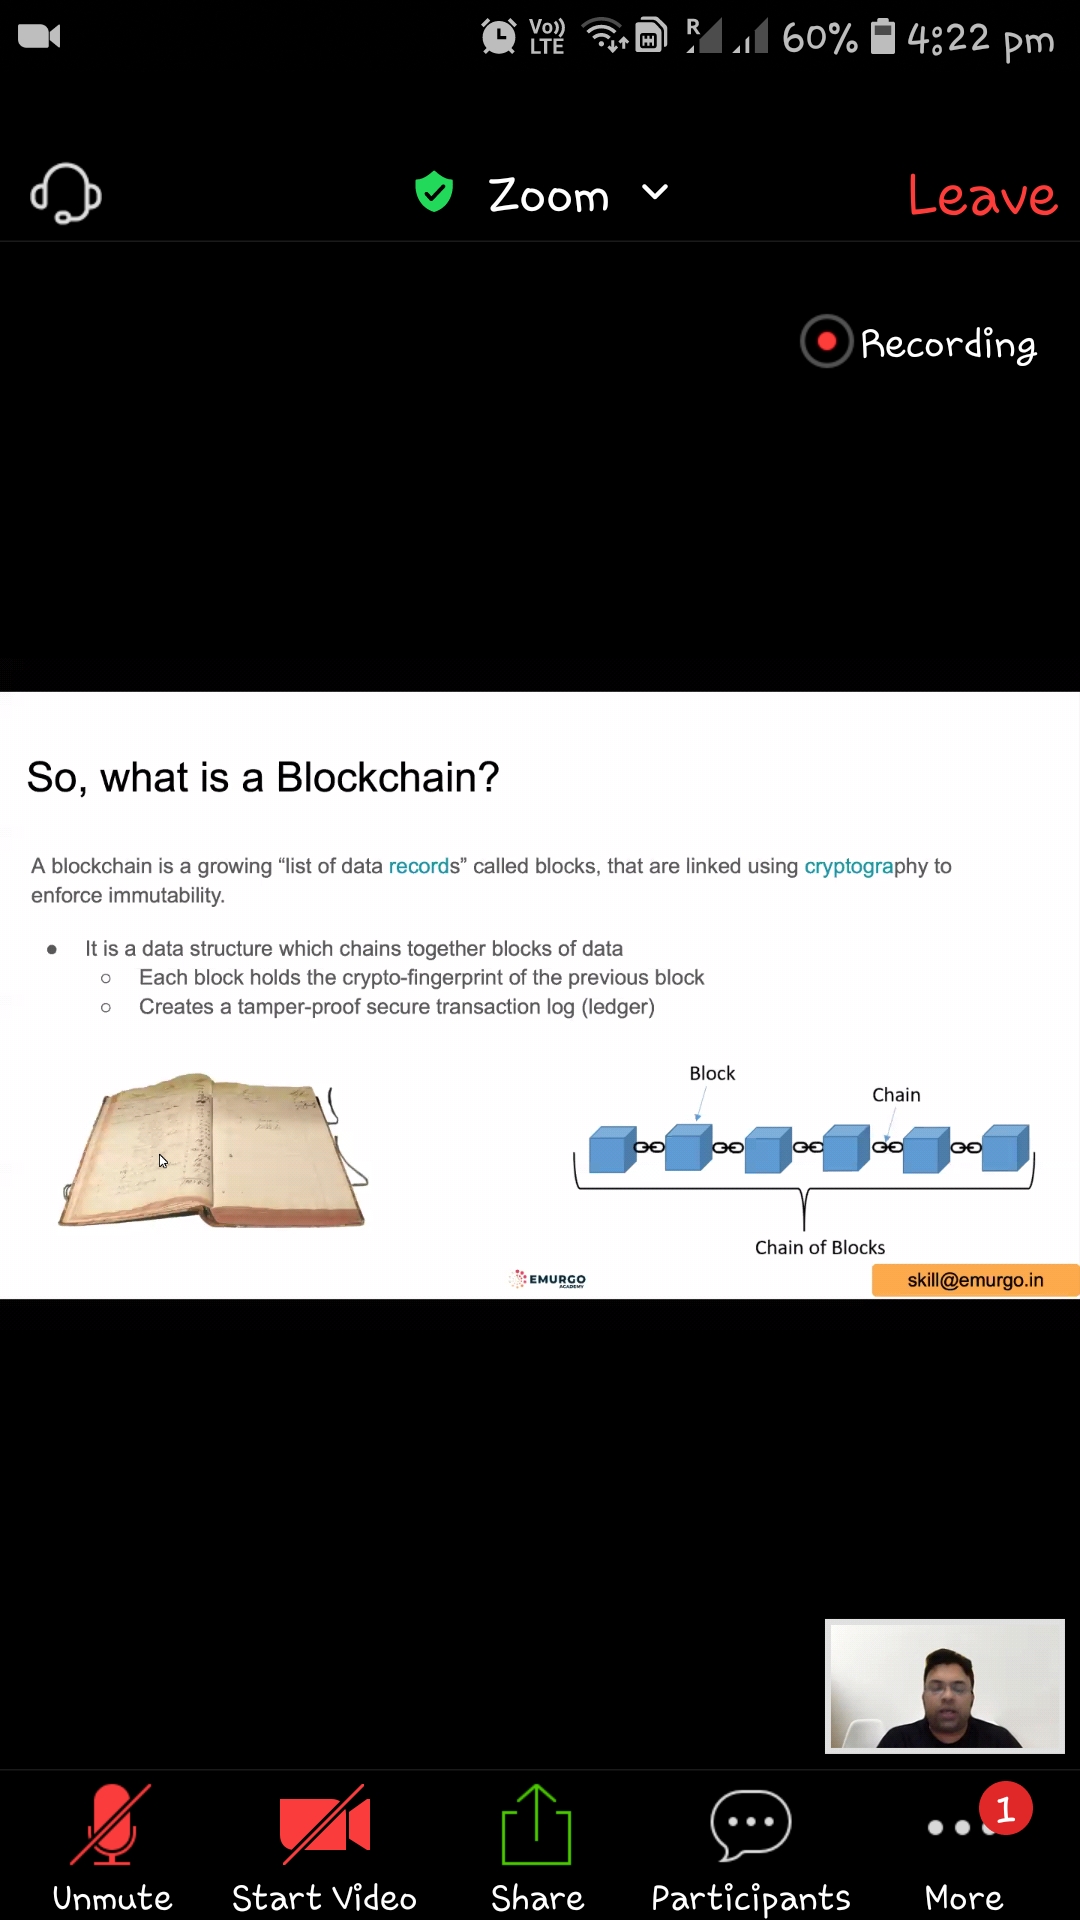 Vo)) LTE R 60% 4:22 pm
Zoom Leave
Recording
So, what is a Blockchain?
A blockchain is a growing “list of data records” called blocks, that are linked using cryptography to
enforce immutability.
● It is a data structure which chains together blocks of data
○ Each block holds the crypto-fingerprint of the previous block
○ Creates a tamper-proof secure transaction log (ledger)
Block
Chain
Chain of Blocks
EMURGO
ACADEMY
skill@emurgo.in
1
Unmute Start Video Share Participants More